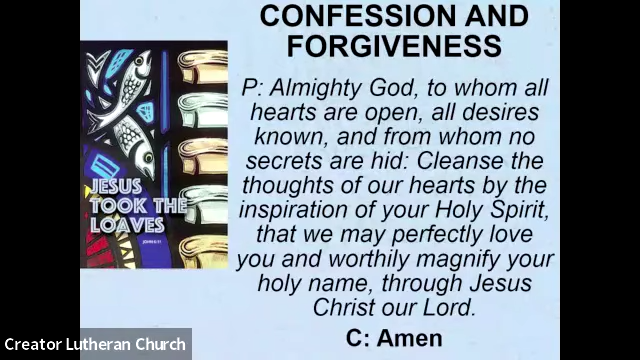 CONFESSION AND
FORGIVENESS
P: Almighty God, to whom all
hearts are open, all desires
known, and from whom no
secrets are hid: Cleanse the
thoughts of our hearts by the
inspiration of your Holy Spirit,
that we may perfectly love
you and worthily magnify your
holy name, through Jesus
Christ our Lord.
C: Amen
JESUS
TOOK THE
LOAVES
JOHN 6:11
Creator Lutheran Church